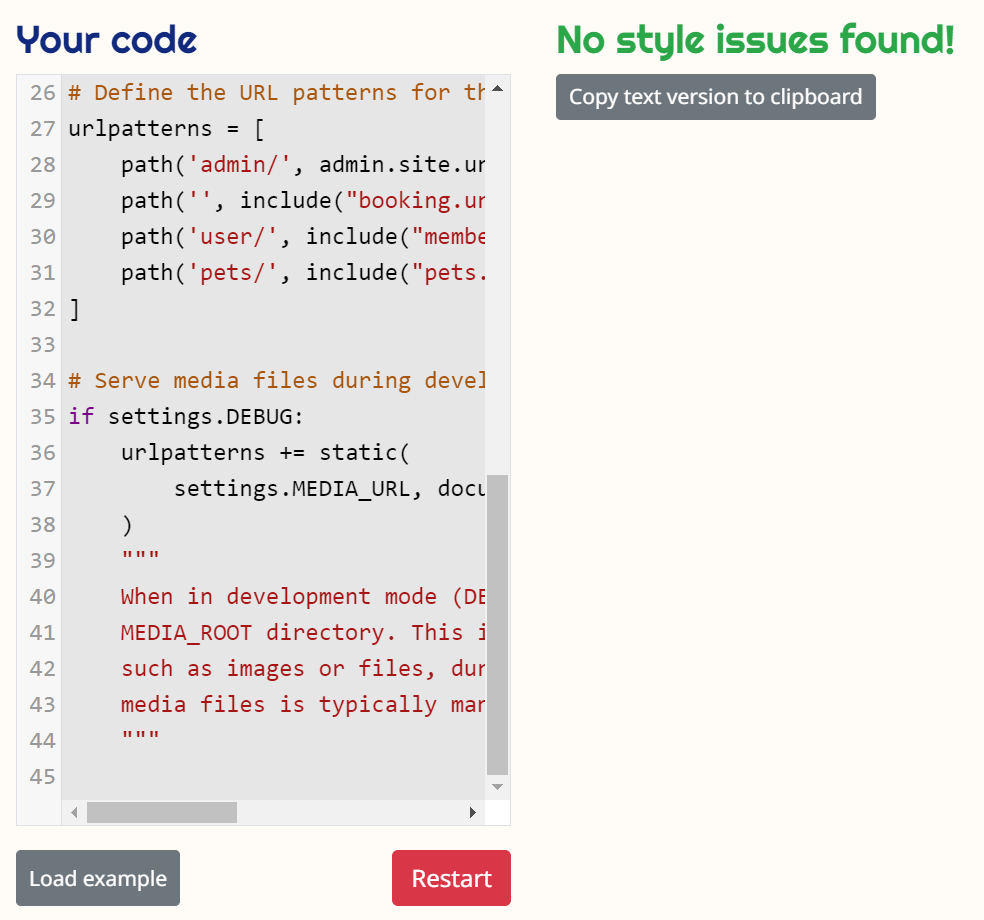 Your code
26 # Define the URL patterns for th
27 urlpatterns = [
28     path('admin/', admin.site.ur
29     path('', include("booking.ur
30     path('user/', include("membe
31     path('pets/', include("pets.
32 ]
33
34 # Serve media files during devel
35 if settings.DEBUG:
36     urlpatterns += static(
37         settings.MEDIA_URL, docu
38     )
39     """
40     When in development mode (DE
41     MEDIA_ROOT directory. This i
42     such as images or files, dur
43     media files is typically man
44     """
45
Load example
Restart
No style issues found!
Copy text version to clipboard